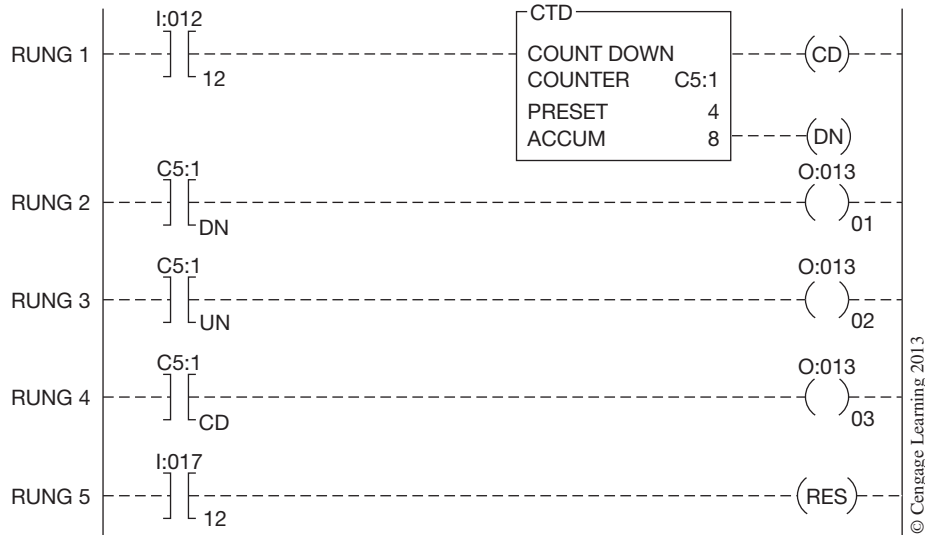 I:012
CTD
RUNG 1
12
COUNT DOWN
COUNTER C5:1
PRESET 4
ACCUM 8
(CD)
(DN)
C5:1
O:013
RUNG 2
DN
01
C5:1
O:013
RUNG 3
UN
02
C5:1
O:013
RUNG 4
CD
03
I:017
RUNG 5
12
(RES)
© Cengage Learning 2013